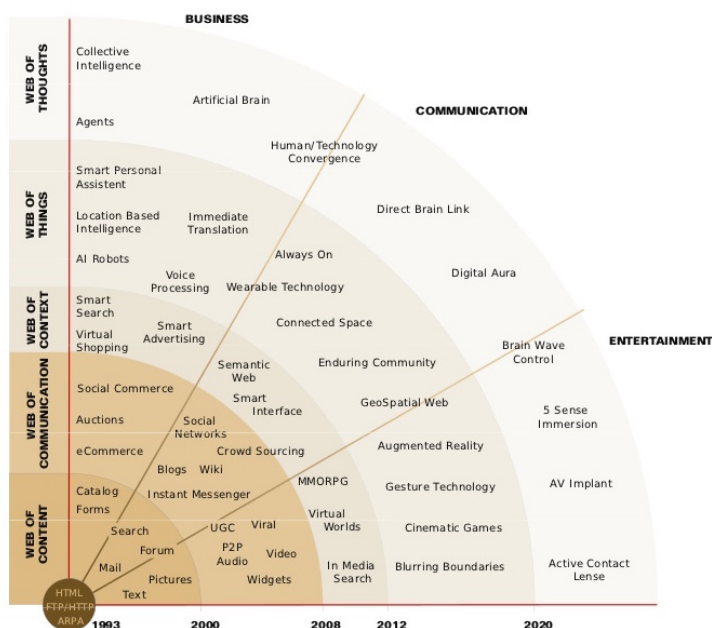 BUSINESS
WEB OF
THOUGHTS
Collective
Intelligence
Artificial Brain
Agents
COMMUNICATION
Human/Technology
Convergence
Direct Brain Link
Digital Aura
WEB OF
THINGS
Smart Personal
Assistent
Location Based
Intelligence
Immediate
Translation
AI Robots
Always On
Voice
Processing
Wearable Technology
Connected Space
Enduring Community
GeoSpatial Web
ENTERTAINMENT
Brain Wave
Control
5 Sense
Immersion
AV Implant
Active Contact
Lense
WEB OF
CONTEXT
Smart
Search
Virtual
Shopping
Smart
Advertising
Semantic
Web
Smart
Interface
Augmented Reality
Gesture Technology
Cinematic Games
Blurring Boundaries
WEB OF
COMMUNICATION
Social Commerce
Auctions
eCommerce
Social
Networks
Crowd Sourcing
Blogs
Wiki
Instant Messenger
MMORPG
Virtual
Worlds
In Media
Search
WEB OF
CONTENT
Catalog
Forms
Search
Forum
Mail
Pictures
Text
UGC
Viral
P2P
Audio
Video
Widgets
HTML
FTP/HTTP
ARPA
1993
2000
2008
2012
2020